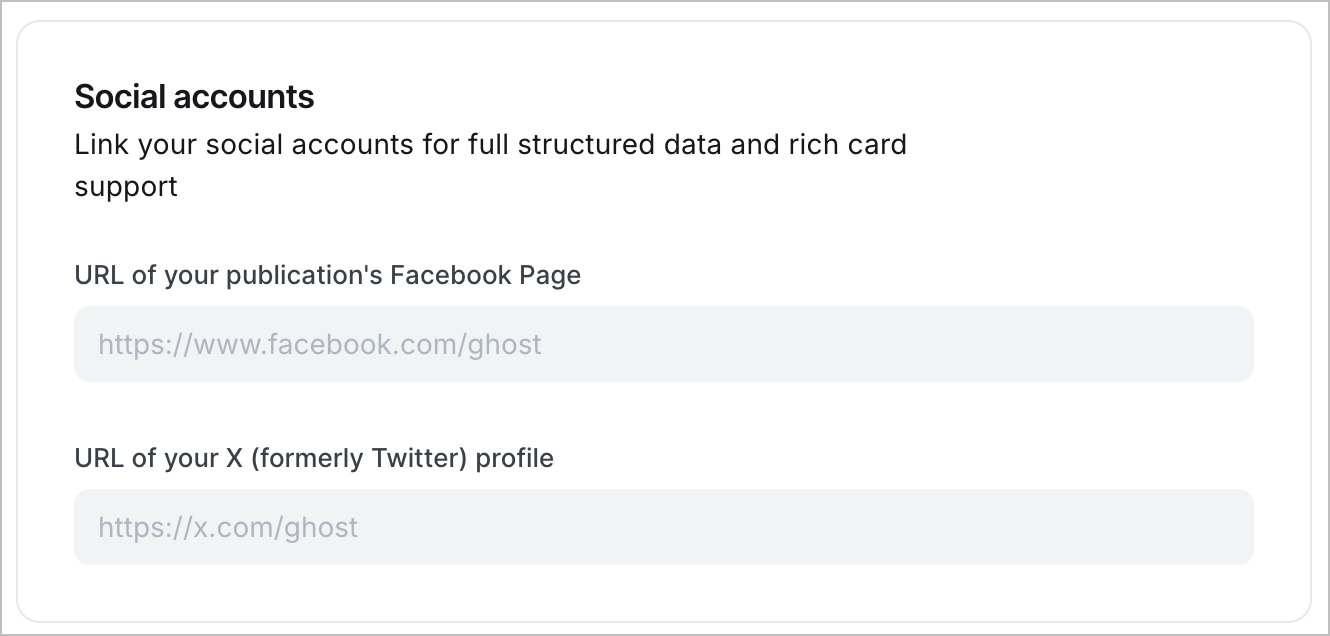 Social accounts
Link your social accounts for full structured data and rich card
support
URL of your publication's Facebook Page
https://www.facebook.com/ghost
URL of your X (formerly Twitter) profile
https://x.com/ghost